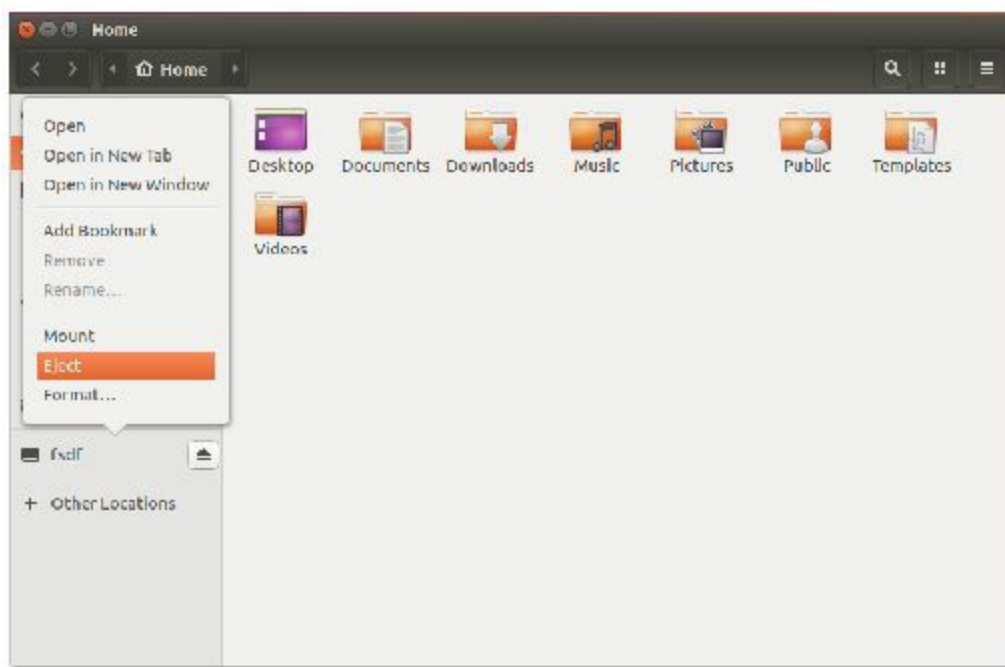 Home
Home
Open
Open in New Tab
Open in New Window
Add Bookmark
Remove
Rename...
Mount
Eject
Format...
fsdf
+ Other Locations
Desktop Documents Downloads Music Pictures Public Templates
Videos